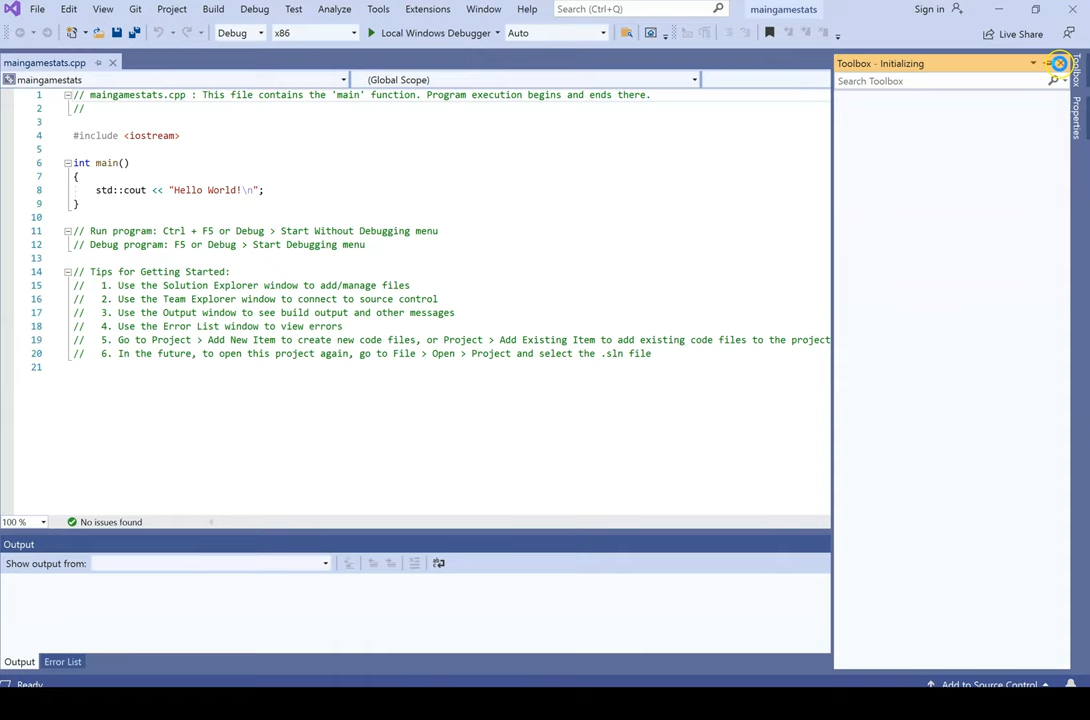 File Edit View Git Project Build Debug Test Analyze Tools Extensions Window Help Search (Ctrl+Q) maingamestats Sign in
Debug x86 Local Windows Debugger Auto Live Share
maingamestats.cpp
maingamestats (Global Scope)
1 // maingamestats.cpp : This file contains the 'main' function. Program execution begins and ends there.
2 //
3
4 #include <iostream>
5
6 int main()
7 {
8 std::cout << "Hello World!\n";
9 }
10
11 // Run program: Ctrl + F5 or Debug > Start Without Debugging menu
12 // Debug program: F5 or Debug > Start Debugging menu
13
14 // Tips for Getting Started:
15 // 1. Use the Solution Explorer window to add/manage files
16 // 2. Use the Team Explorer window to connect to source control
17 // 3. Use the Output window to see build output and other messages
18 // 4. Use the Error List window to view errors
19 // 5. Go to Project > Add New Item to create new code files, or Project > Add Existing Item to add existing code files to the project
20 // 6. In the future, to open this project again, go to File > Open > Project and select the .sln file
21
100 % No issues found
Output
Show output from:
Output Error List
Toolbox - Initializing
Search Toolbox
Toolbox
Properties
Ready Add to Source Control